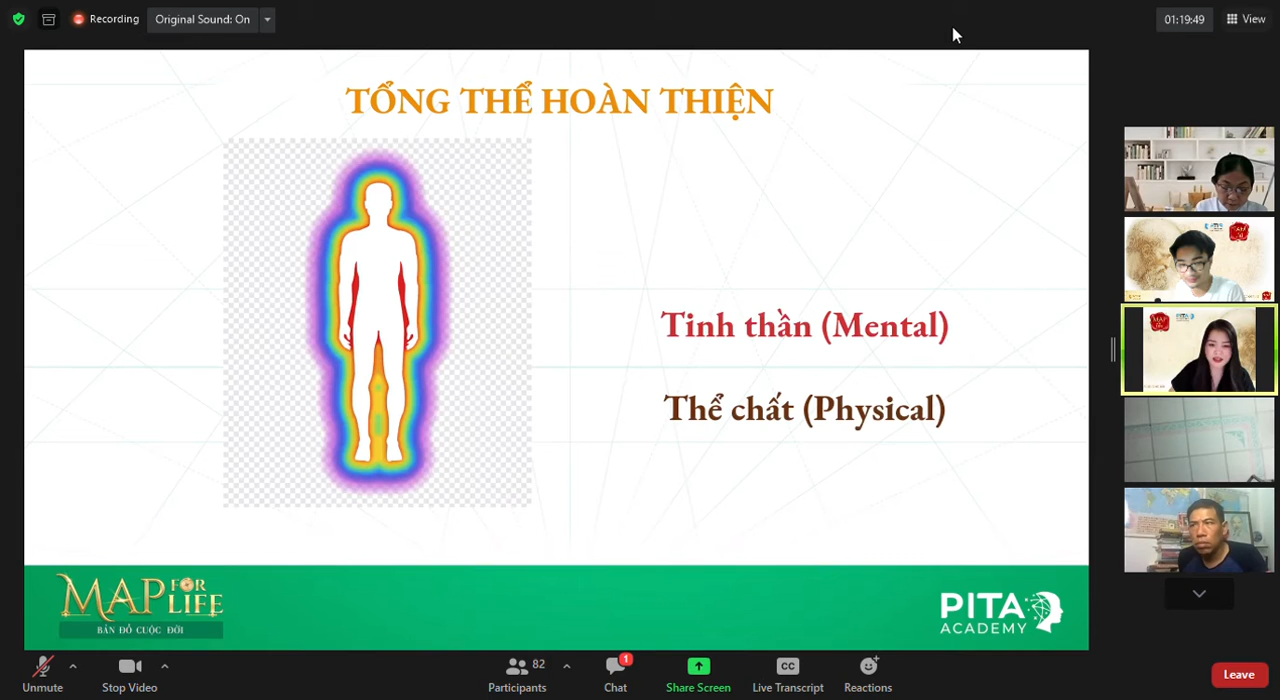 Recording
Original Sound: On
01:19:49
View
TỔNG THỂ HOÀN THIỆN
Tinh thần (Mental)
Thể chất (Physical)
MAP FOR LIFE
BẢN ĐỒ CUỘC ĐỜI
PITA
ACADEMY
Unmute
Stop Video
82
Participants
1
Chat
Share Screen
CC
Live Transcript
Reactions
Leave